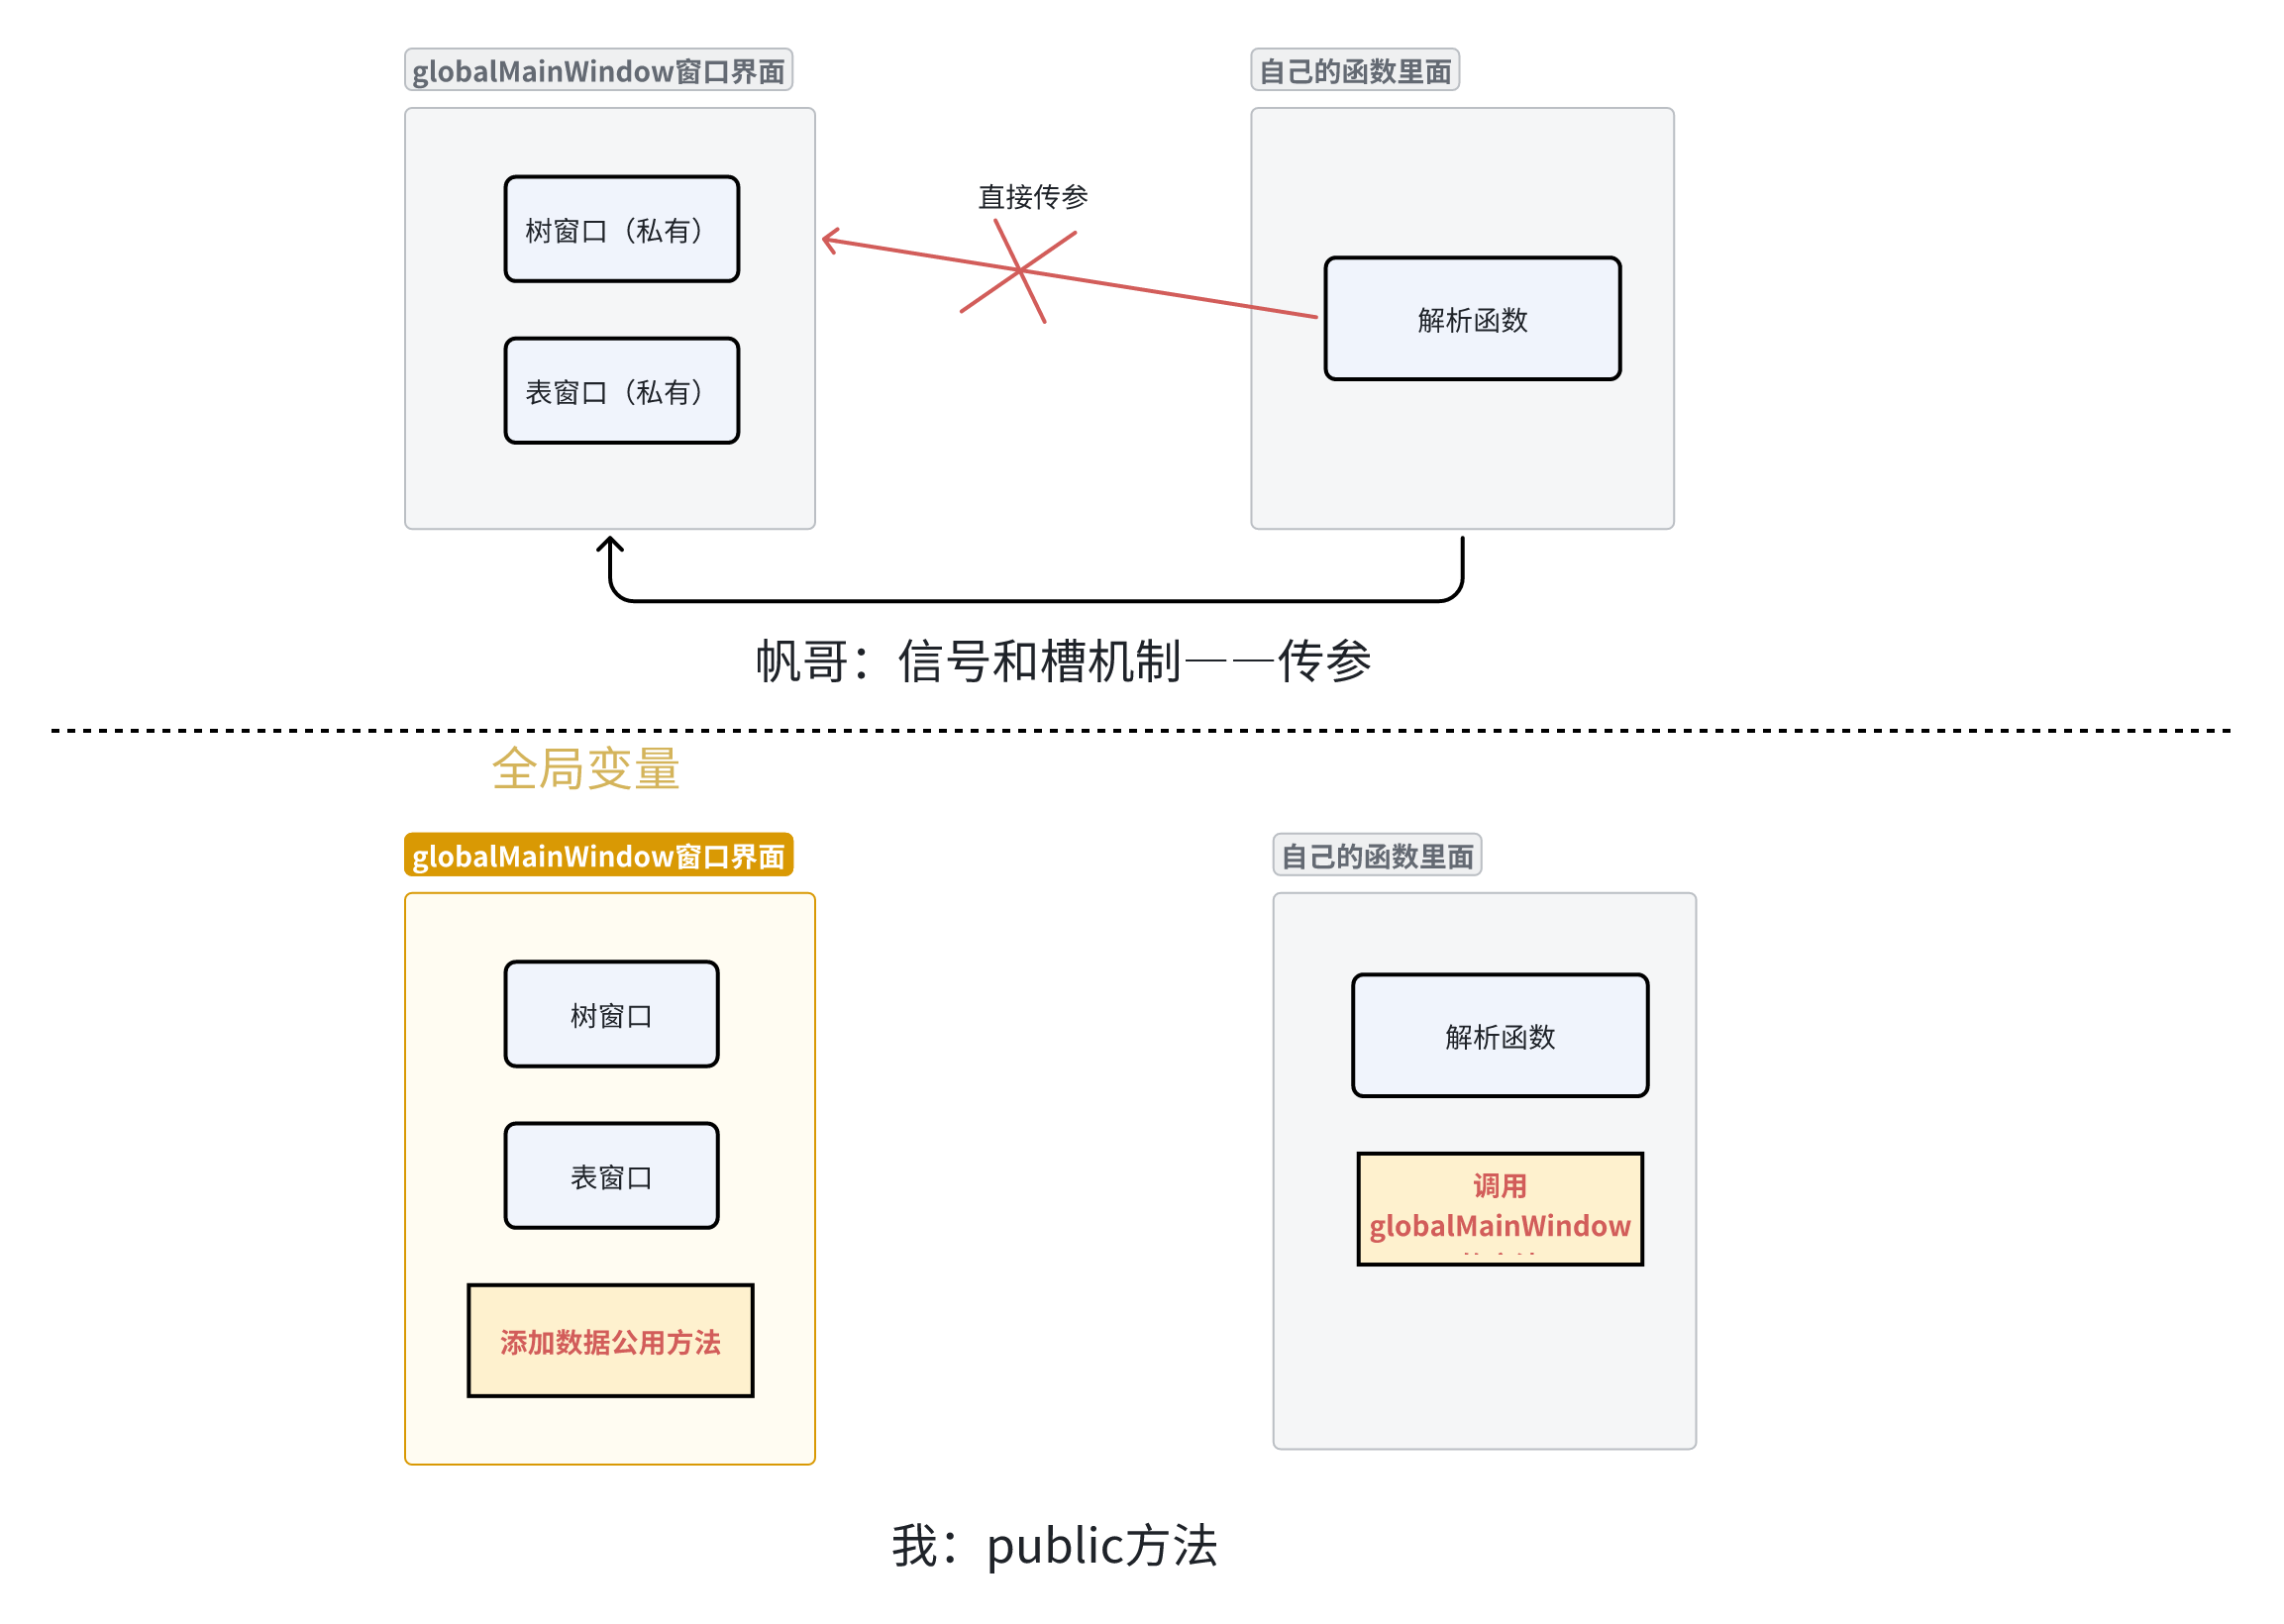 globalMainWindow窗口界面
自己的函数里面
直接传参
树窗口（私有）
解析函数
表窗口（私有）
帆哥：信号和槽机制——传参
全局变量
globalMainWindow窗口界面
自己的函数里面
树窗口
解析函数
表窗口
调用
globalMainWindow
添加数据公用方法
我：public方法